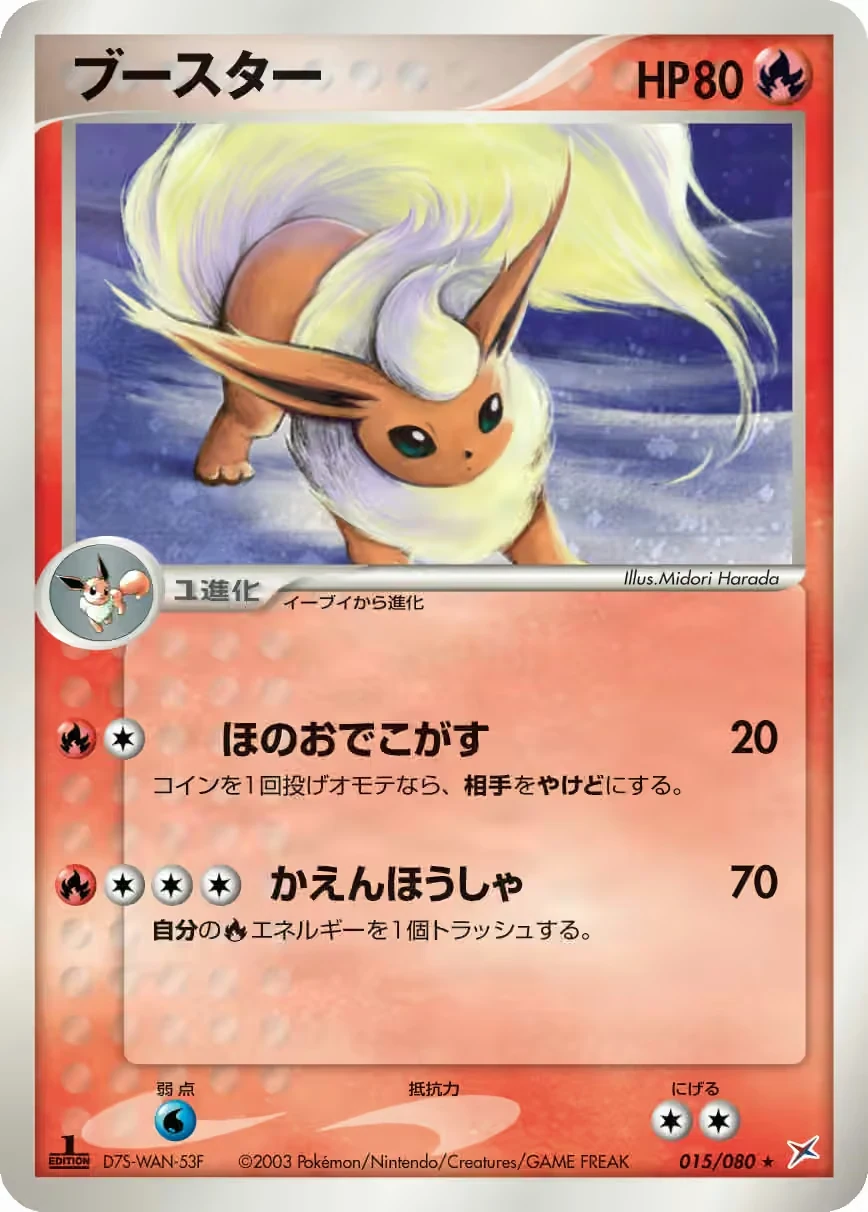 ブースター
HP80
Illus.Midori Harada
1進化
イーブイから進化
ほのおでこがす 20
コインを1回投げオモテなら、相手をやけどにする。
かえんほうしゃ 70
自分のエネルギーを1個トラッシュする。
弱点 抵抗力 にげる
1 EDITION D7S-WAN-53F ©2003 Pokémon/Nintendo/Creatures/GAME FREAK 015/080 ★